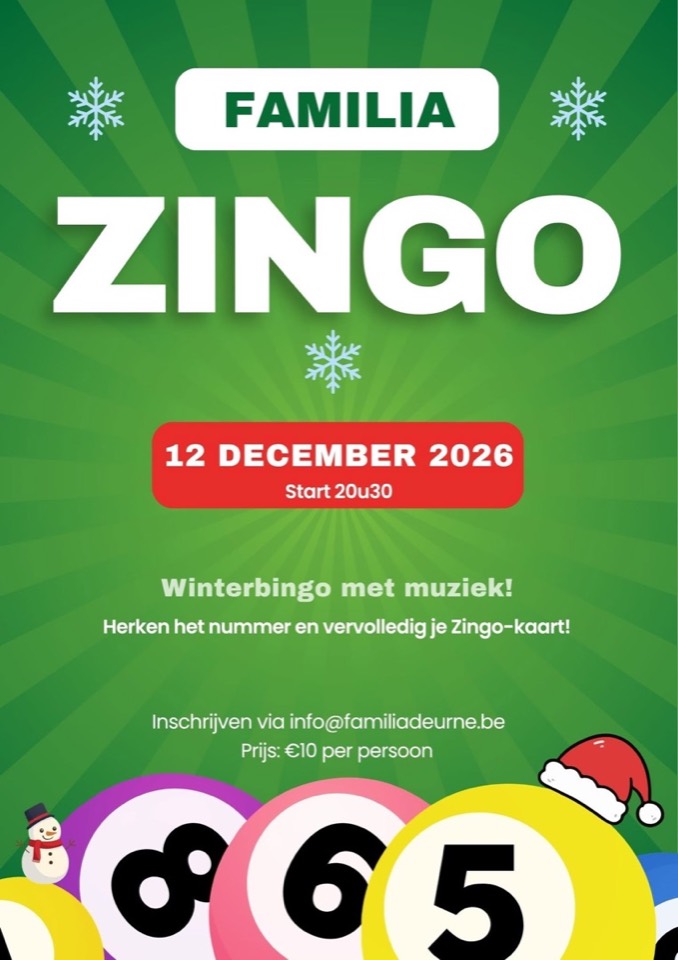 FAMILIA
ZINGO
12 DECEMBER 2026
Start 20u30
Winterbingo met muziek!
Herken het nummer en vervolledig je Zingo-kaart!
Inschrijven via info@familiadeurne.be
Prijs: €10 per persoon
8 6 5